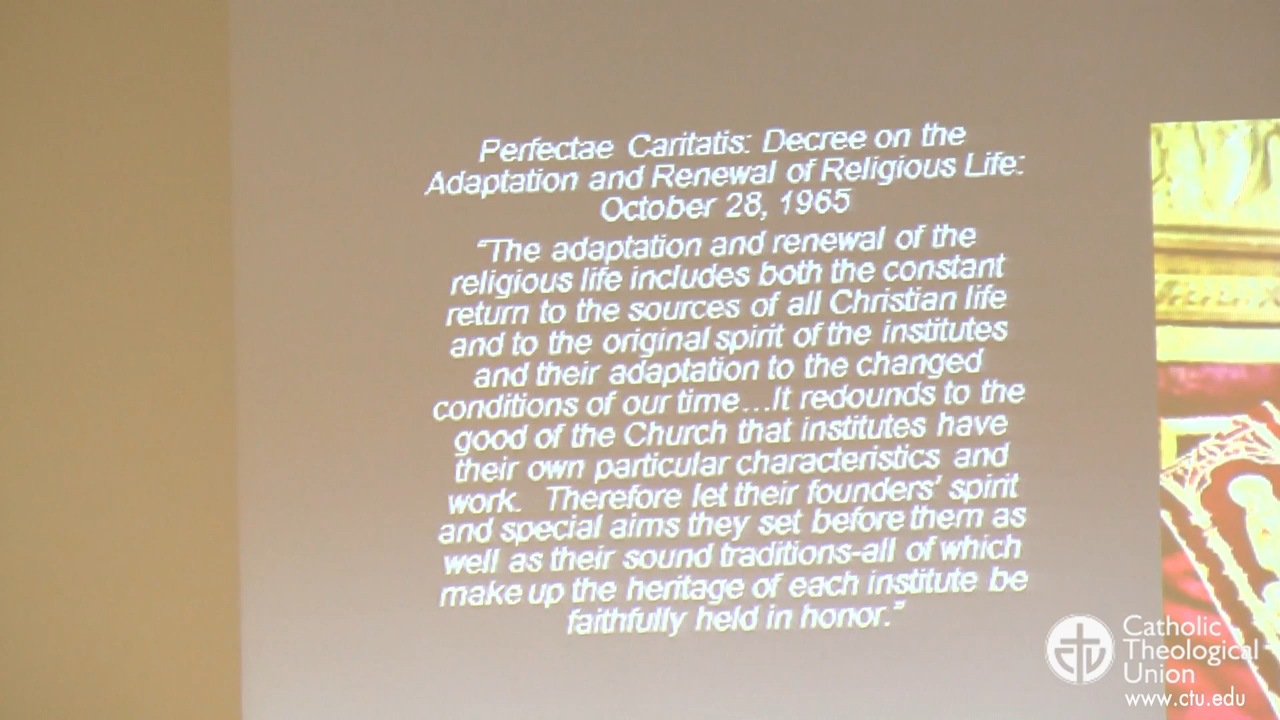 Perfectae Caritatis: Decree on the
Adaptation and Renewal of Religious Life:
October 28, 1965
“The adaptation and renewal of the
religious life includes both the constant
return to the sources of all Christian life
and to the original spirit of the institutes
and their adaptation to the changed
conditions of our time…It redounds to the
good of the Church that institutes have
their own particular characteristics and
work.  Therefore let their founders’ spirit
and special aims they set before them as
well as their sound traditions-all of which
make up the heritage of each institute be
faithfully held in honor.”
Catholic
Theological
Union
www.ctu.edu